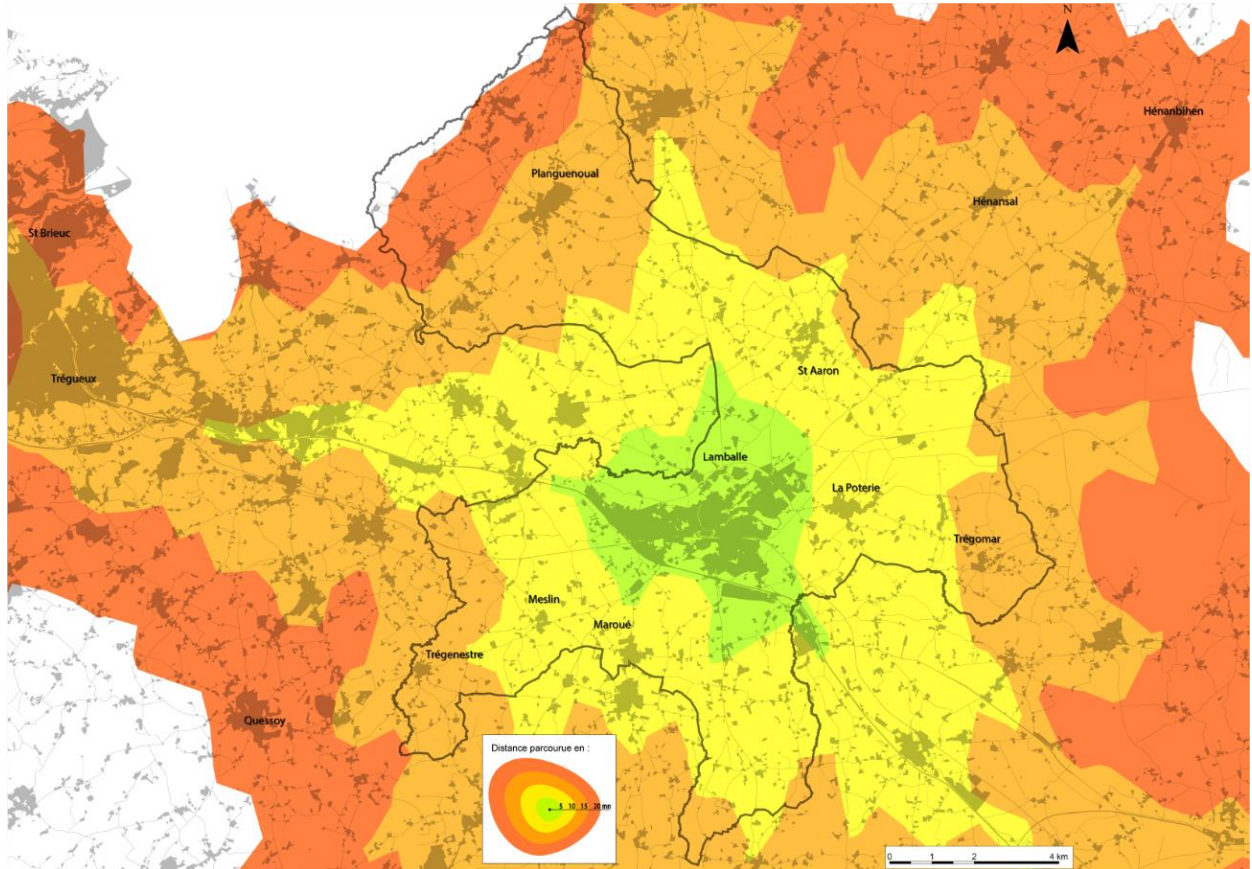 N
Hénanbihen
Planguenoual
Hénansal
St Brieuc
Trégueux
St Aaron
Lamballe
La Poterie
Trégomar
Meslin
Maroué
Trégenestre
Quessoy
Distance parcourue en :
5 10 15 20 mn
0 1 2 4 km